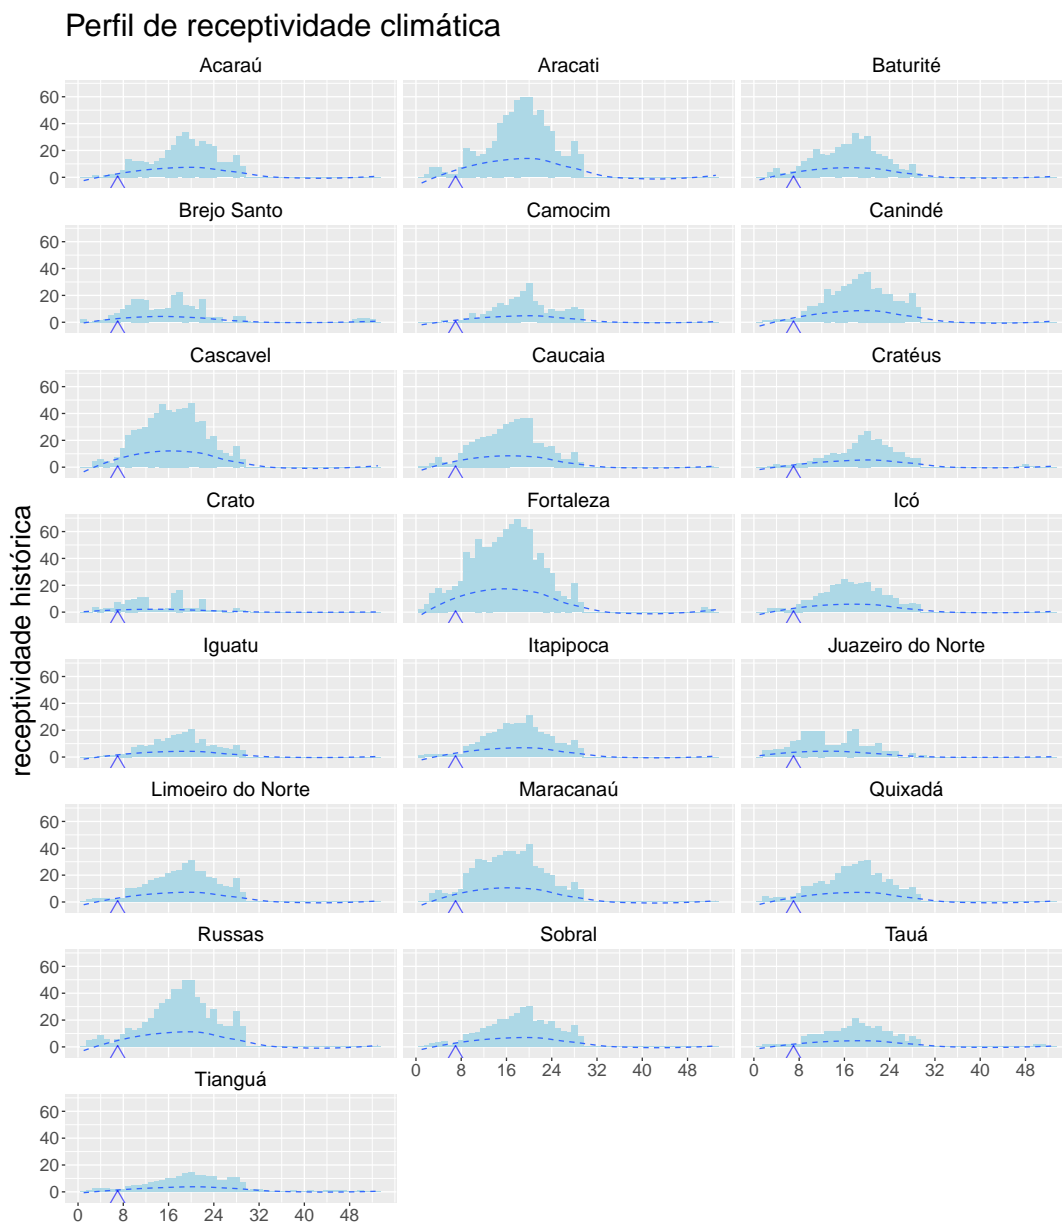 Perfil de receptividade climática
Acaraú Aracati Baturité
60
40
20
0
Brejo Santo Camocim Canindé
60
40
20
0
Cascavel Caucaia Cratéus
60
40
20
0
Crato Fortaleza Icó
60
40
20
0
receptividade histórica
Iguatu Itapipoca Juazeiro do Norte
60
40
20
0
Limoeiro do Norte Maracanaú Quixadá
60
40
20
0
Russas Sobral Tauá
60
40
20
0
0 8 16 24 32 40 48 0 8 16 24 32 40 48
Tianguá
60
40
20
0
0 8 16 24 32 40 48